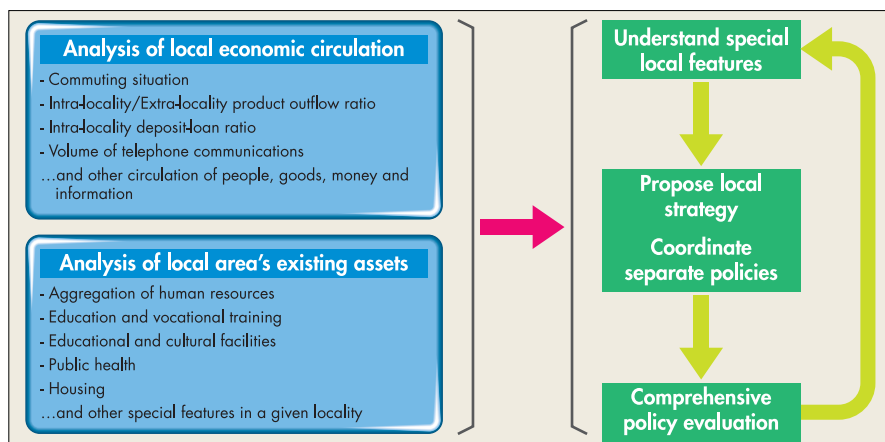 Analysis of local economic circulation
- Commuting situation
- Intra-locality/Extra-locality product outflow ratio
- Intra-locality deposit-loan ratio
- Volume of telephone communications
...and other circulation of people, goods, money and
information
Analysis of local area's existing assets
- Aggregation of human resources
- Education and vocational training
- Educational and cultural facilities
- Public health
- Housing
...and other special features in a given locality
Understand special
local features
Propose local
strategy
Coordinate
separate policies
Comprehensive
policy evaluation